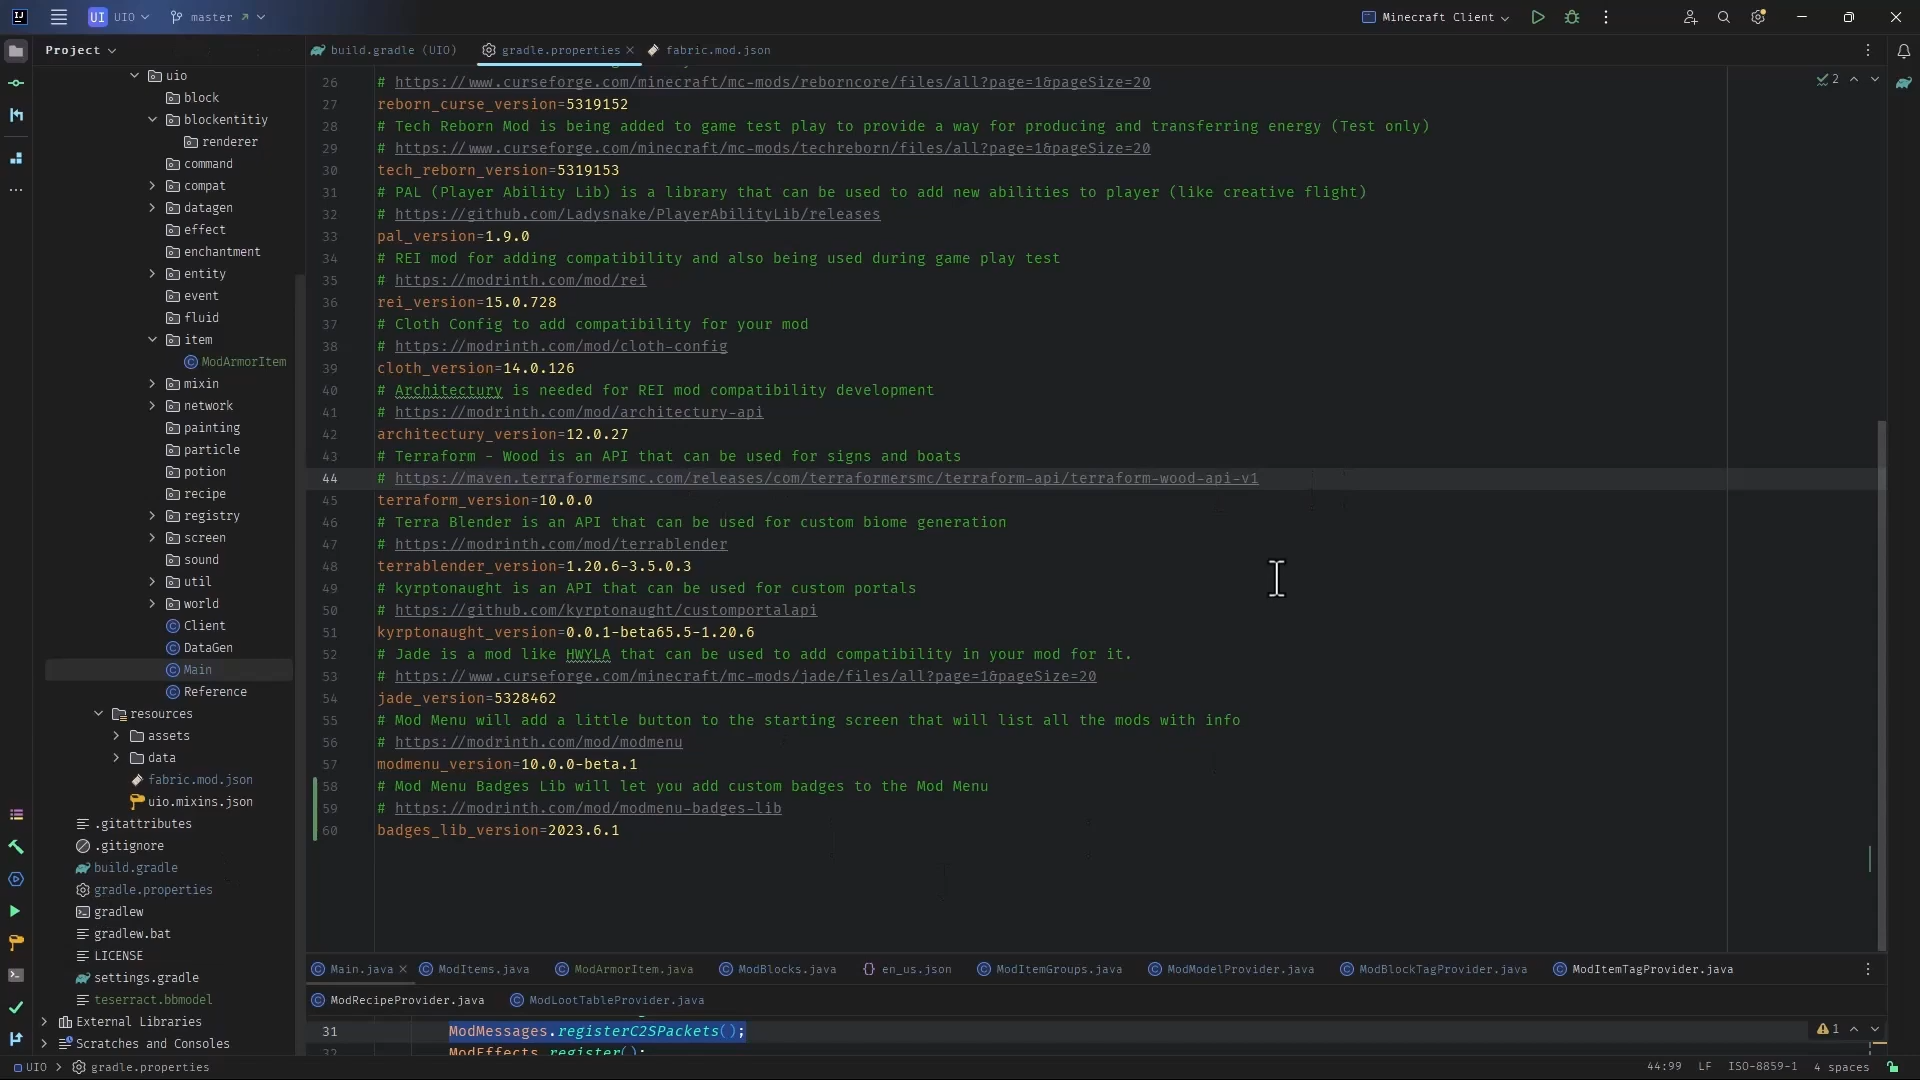 UI UIO master Minecraft Client
Project
build.gradle (UIO) gradle.properties fabric.mod.json
uio
block
blockentitiy
renderer
command
compat
datagen
effect
enchantment
entity
event
fluid
item
ModArmorItem
mixin
network
painting
particle
potion
recipe
registry
screen
sound
util
world
Client
DataGen
Main
Reference
resources
assets
data
fabric.mod.json
uio.mixins.json
.gitattributes
.gitignore
build.gradle
gradle.properties
gradlew
gradlew.bat
LICENSE
settings.gradle
teserract.bbmodel
External Libraries
Scratches and Consoles
2
26 # https://www.curseforge.com/minecraft/mc-mods/reborncore/files/all?page=1&pageSize=20
27 reborn_curse_version=5319152
28 # Tech Reborn Mod is being added to game test play to provide a way for producing and transferring energy (Test only)
29 # https://www.curseforge.com/minecraft/mc-mods/techreborn/files/all?page=1&pageSize=20
30 tech_reborn_version=5319153
31 # PAL (Player Ability Lib) is a library that can be used to add new abilities to player (like creative flight)
32 # https://github.com/Ladysnake/PlayerAbilityLib/releases
33 pal_version=1.9.0
34 # REI mod for adding compatibility and also being used during game play test
35 # https://modrinth.com/mod/rei
36 rei_version=15.0.728
37 # Cloth Config to add compatibility for your mod
38 # https://modrinth.com/mod/cloth-config
39 cloth_version=14.0.126
40 # Architectury is needed for REI mod compatibility development
41 # https://modrinth.com/mod/architectury-api
42 architectury_version=12.0.27
43 # Terraform - Wood is an API that can be used for signs and boats
44 # https://maven.terraformersmc.com/releases/com/terraformersmc/terraform-api/terraform-wood-api-v1
45 terraform_version=10.0.0
46 # Terra Blender is an API that can be used for custom biome generation
47 # https://modrinth.com/mod/terrablender
48 terrablender_version=1.20.6-3.5.0.3
49 # kyrptonaught is an API that can be used for custom portals
50 # https://github.com/kyrptonaught/customportalapi
51 kyrptonaught_version=0.0.1-beta65.5-1.20.6
52 # Jade is a mod like HWYLA that can be used to add compatibility in your mod for it.
53 # https://www.curseforge.com/minecraft/mc-mods/jade/files/all?page=1&pageSize=20
54 jade_version=5328462
55 # Mod Menu will add a little button to the starting screen that will list all the mods with info
56 # https://modrinth.com/mod/modmenu
57 modmenu_version=10.0.0-beta.1
58 # Mod Menu Badges Lib will let you add custom badges to the Mod Menu
59 # https://modrinth.com/mod/modmenu-badges-lib
60 badges_lib_version=2023.6.1
Main.java ModItems.java ModArmorItem.java ModBlocks.java en_us.json ModItemGroups.java ModModelProvider.java ModBlockTagProvider.java ModItemTagProvider.java
ModRecipeProvider.java ModLootTableProvider.java
31 ModMessages.registerC2SPackets(); 1
32 ModEffects.register();
UIO > gradle.properties 44:99 LF ISO-8859-1 4 spaces